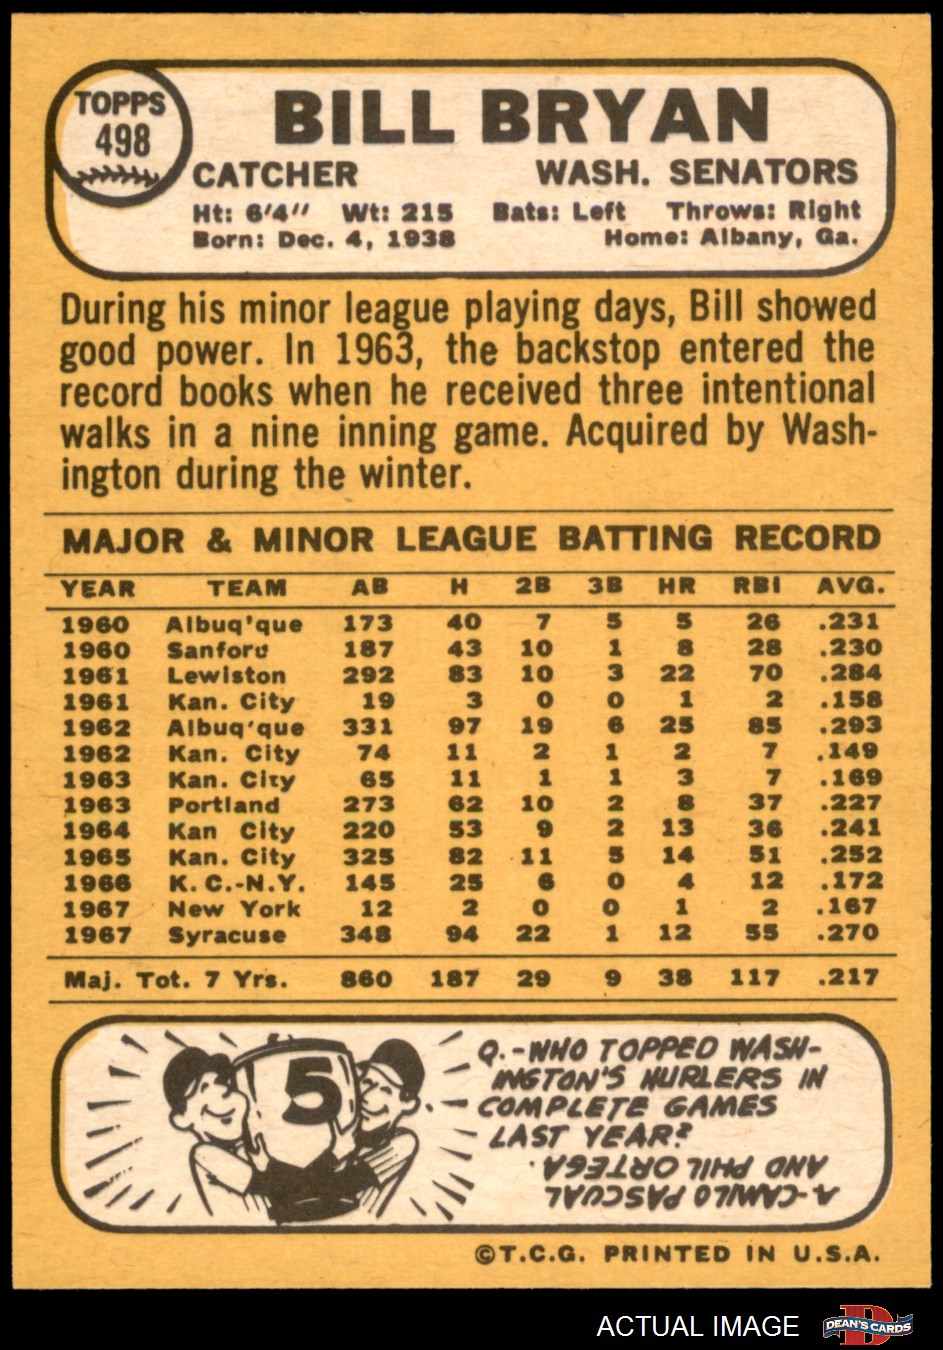 TOPPS
498
BILL BRYAN
CATCHER WASH. SENATORS
Ht: 6'4" Wt: 215 Bats: Left Throws: Right
Born: Dec. 4, 1938 Home: Albany, Ga.
During his minor league playing days, Bill showed
good power. In 1963, the backstop entered the
record books when he received three intentional
walks in a nine inning game. Acquired by Wash-
ington during the winter.
MAJOR & MINOR LEAGUE BATTING RECORD
YEAR TEAM AB H 2B 3B HR RBI AVG.
1960 Albuq'que 173 40 7 5 5 26 .231
1960 Sanford 187 43 10 1 8 28 .230
1961 Lewiston 292 83 10 3 22 70 .284
1961 Kan. City 19 3 0 0 1 2 .158
1962 Albuq'que 331 97 19 6 25 85 .293
1962 Kan. City 74 11 2 1 2 7 .149
1963 Kan. City 65 11 1 1 3 7 .169
1963 Portland 273 62 10 2 8 37 .227
1964 Kan City 220 53 9 2 13 36 .241
1965 Kan. City 325 82 11 5 14 51 .252
1966 K.C.-N.Y. 145 25 6 0 4 12 .172
1967 New York 12 2 0 0 1 2 .167
1967 Syracuse 348 94 22 1 12 55 .270
Maj. Tot. 7 Yrs. 860 187 29 9 38 117 .217
5
Q.-WHO TOPPED WASH-
INGTON'S HURLERS IN
COMPLETE GAMES
LAST YEAR?
A.-CAMILO PASCUAL
AND PHIL ORTEGA.
©T.C.G. PRINTED IN U.S.A.
ACTUAL IMAGE
D
DEAN'S CARDS